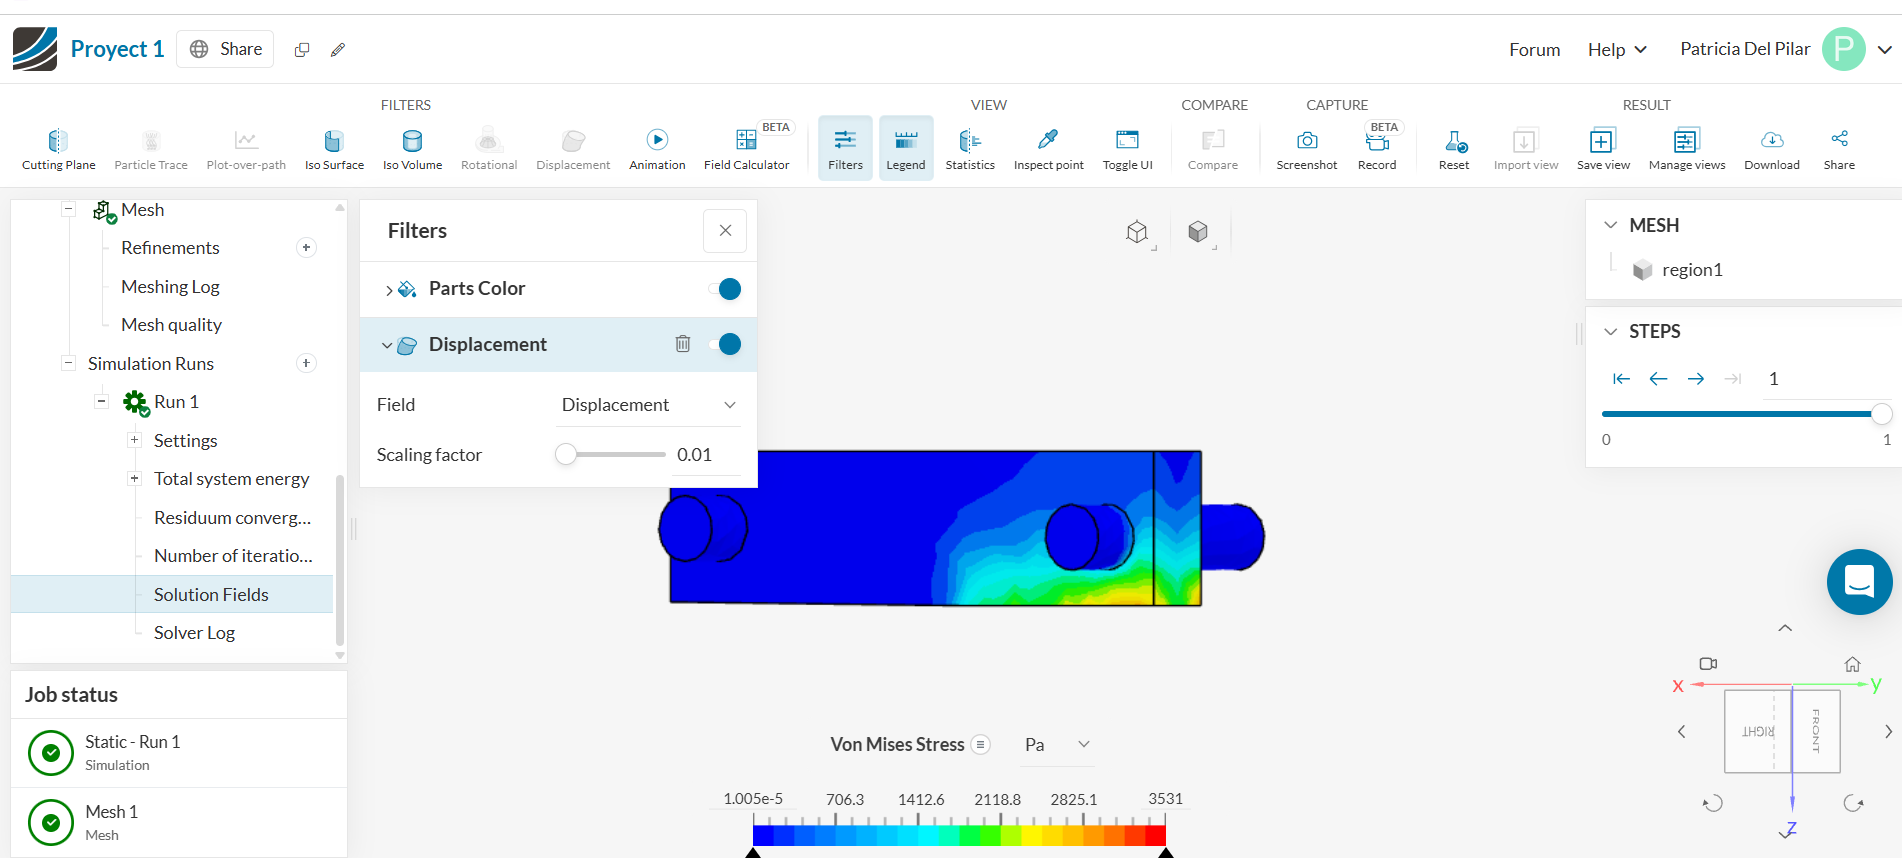 Proyect 1
Share
Forum
Help
Patricia Del Pilar
P
FILTERS
VIEW
COMPARE
CAPTURE
RESULT
BETA
BETA
Cutting Plane
Particle Trace
Plot-over-path
Iso Surface
Iso Volume
Rotational
Displacement
Animation
Field Calculator
Filters
Legend
Statistics
Inspect point
Toggle UI
Compare
Screenshot
Record
Reset
Import view
Save view
Manage views
Download
Share
Mesh
Refinements
Meshing Log
Mesh quality
Simulation Runs
Run 1
Settings
Total system energy
Residuum converg...
Number of iteratio...
Solution Fields
Solver Log
Job status
Static - Run 1
Simulation
Mesh 1
Mesh
Filters
Parts Color
Displacement
Field
Displacement
Scaling factor
0.01
MESH
region1
STEPS
1
0
1
Von Mises Stress
Pa
1.005e-5
706.3
1412.6
2118.8
2825.1
3531
X
y
RIGHT
FRONT
Z